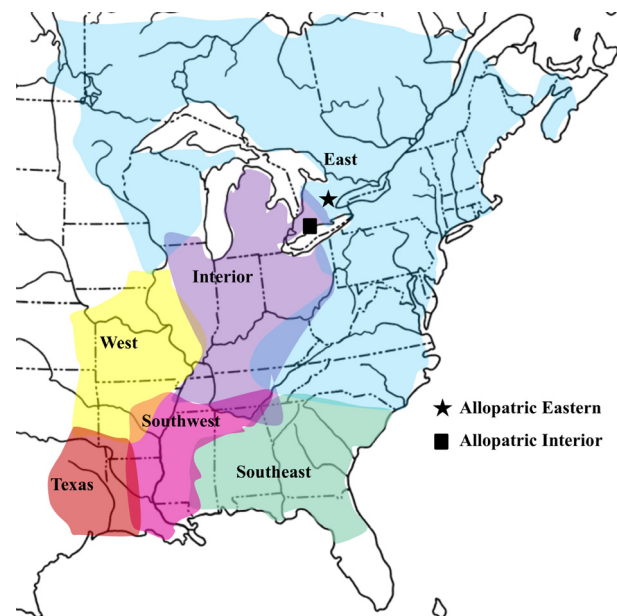 East
Interior
West
Southwest
Texas
Southeast
★ Allopatric Eastern
■ Allopatric Interior